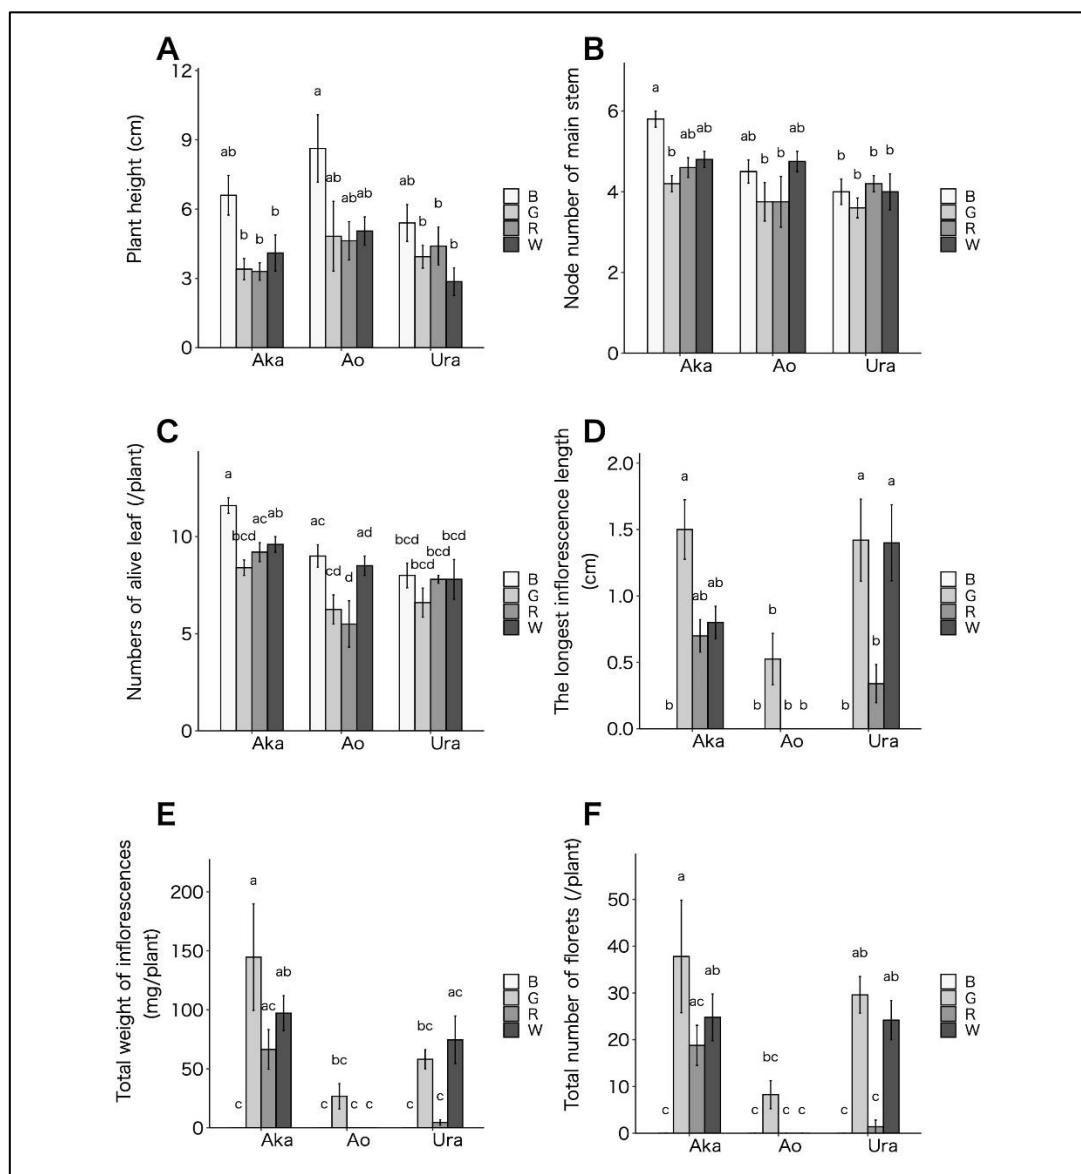 A
Plant height (cm)
12
9
6
3
0
ab
b
b
b
a
ab
ab
ab
ab
b
b
b
Aka
Ao
Ura
B
G
R
W
B
Node number of main stem
6
4
2
0
a
b
ab
ab
ab
b
b
ab
b
b
b
b
Aka
Ao
Ura
B
G
R
W
C
Numbers of alive leaf (/plant)
10
5
0
a
bcd
ac
ab
ac
cd
d
ad
bcd
bcd
bcd
bcd
Aka
Ao
Ura
B
G
R
W
D
The longest inflorescence length
(cm)
2.0
1.5
1.0
0.5
0.0
b
a
ab
ab
b
b
b
b
b
a
b
a
Aka
Ao
Ura
B
G
R
W
E
Total weight of inflorescences
(mg/plant)
200
150
100
50
0
c
a
ac
ab
c
bc
c
c
c
bc
c
ac
Aka
Ao
Ura
B
G
R
W
F
Total number of florets (/plant)
50
40
30
20
10
0
c
a
ac
ab
c
bc
c
c
c
ab
c
ab
Aka
Ao
Ura
B
G
R
W